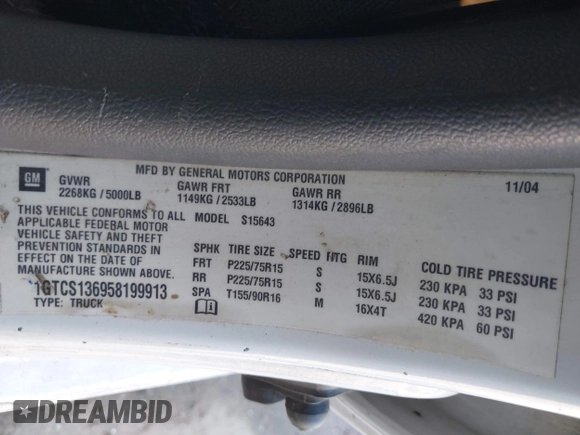 MFD BY GENERAL MOTORS CORPORATION
11/04
GM
GVWR
2268KG / 5000LB
GAWR FRT
1149KG / 2533LB
GAWR RR
1314KG / 2896LB
THIS VEHICLE CONFORMS TO ALL
APPLICABLE FEDERAL MOTOR
VEHICLE SAFETY AND THEFT
PREVENTION STANDARDS IN
EFFECT ON THE DATE OF
MANUFACTURE SHOWN ABOVE.
1GTCS136958199913
TYPE: TRUCK
MODEL S15643
SPHK TIRE SIZE SPEED RTG RIM COLD TIRE PRESSURE
FRT P225/75R15 S 15X6.5J 230 KPA 33 PSI
RR P225/75R15 S 15X6.5J 230 KPA 33 PSI
SPA T155/90R16 M 16X4T 420 KPA 60 PSI
DREAMBID